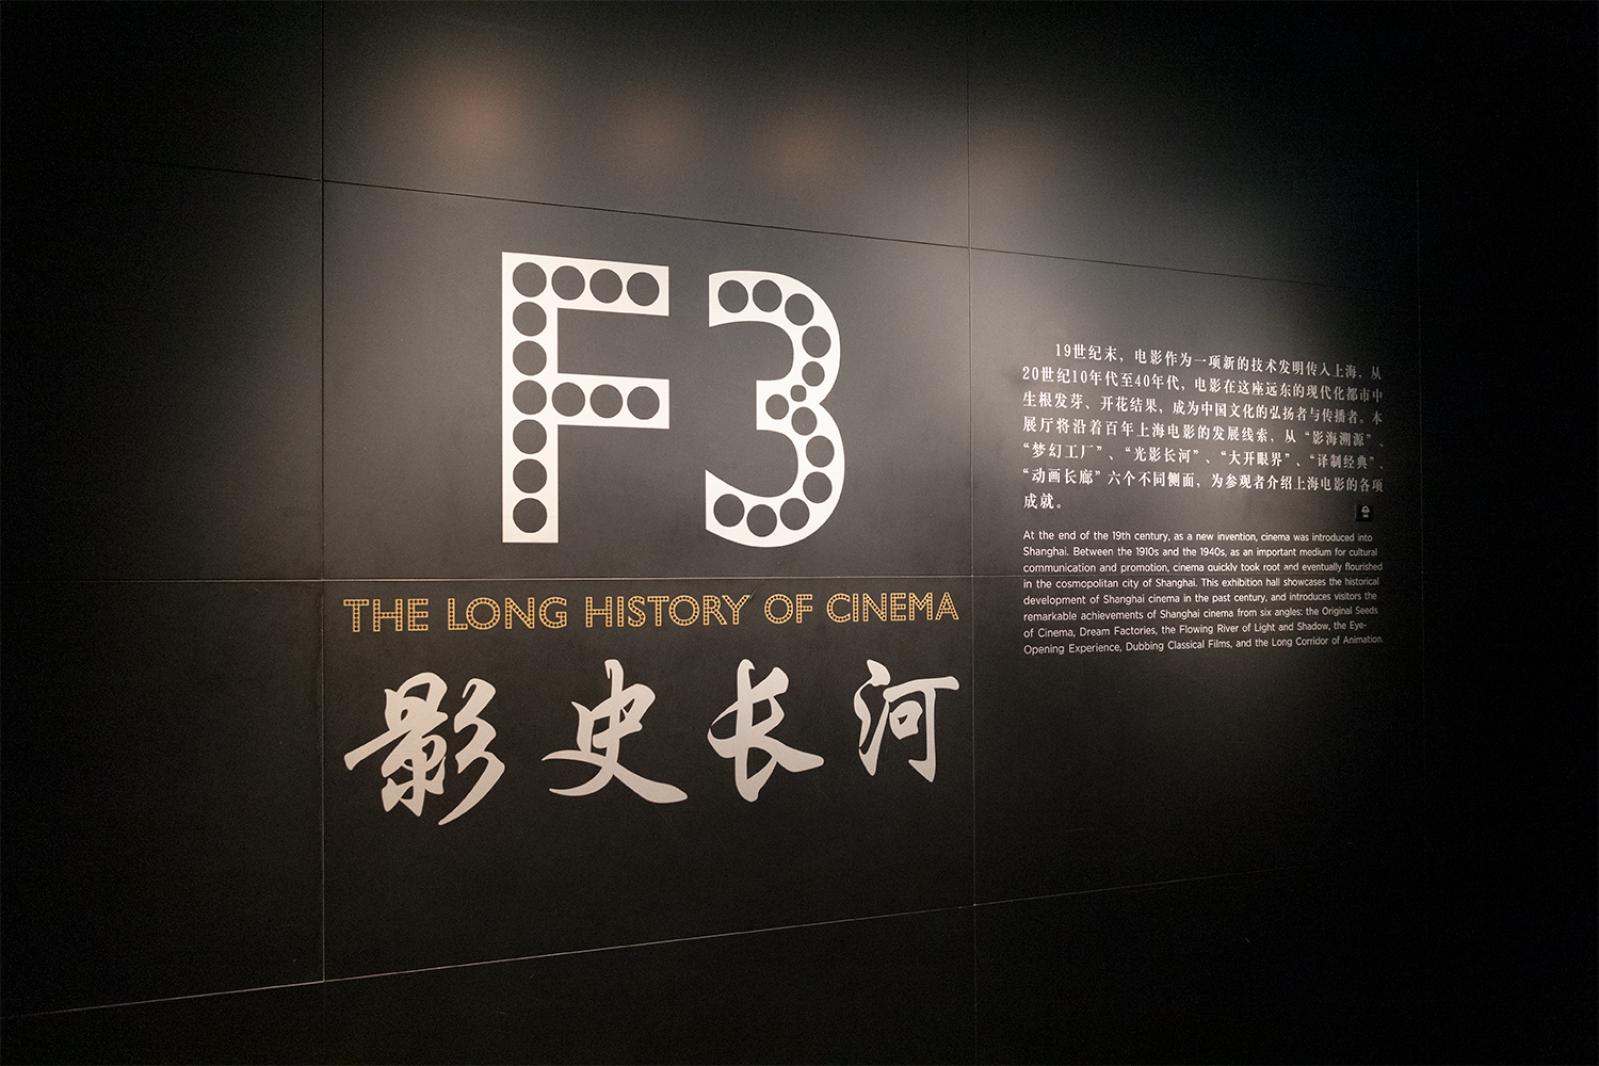 F3
THE LONG HISTORY OF CINEMA
影史长河
19世纪末，电影作为一项新的技术发明传入上海，从
20世纪10年代至40年代，电影在这座远东的现代化都市中
生根发芽、开花结果，成为中国文化的弘扬者与传播者。本
展厅将沿着百年上海电影的发展线索，从“影海溯源”、
“梦幻工厂”、“光影长河”、“大开眼界”、“译制经典”、
“动画长廊”六个不同侧面，为参观者介绍上海电影的各项
成就。
At the end of the 19th century, as a new invention, cinema was introduced into
Shanghai. Between the 1910s and the 1940s, as an important medium for cultural
communication and promotion, cinema quickly took root and eventually flourished
in the cosmopolitan city of Shanghai. This exhibition hall showcases the historical
development of Shanghai cinema in the past century, and introduces visitors the
remarkable achievements of Shanghai cinema from six angles: the Original Seeds
of Cinema, Dream Factories, the Flowing River of Light and Shadow, the Eye-
Opening Experience, Dubbing Classical Films, and the Long Corridor of Animation.